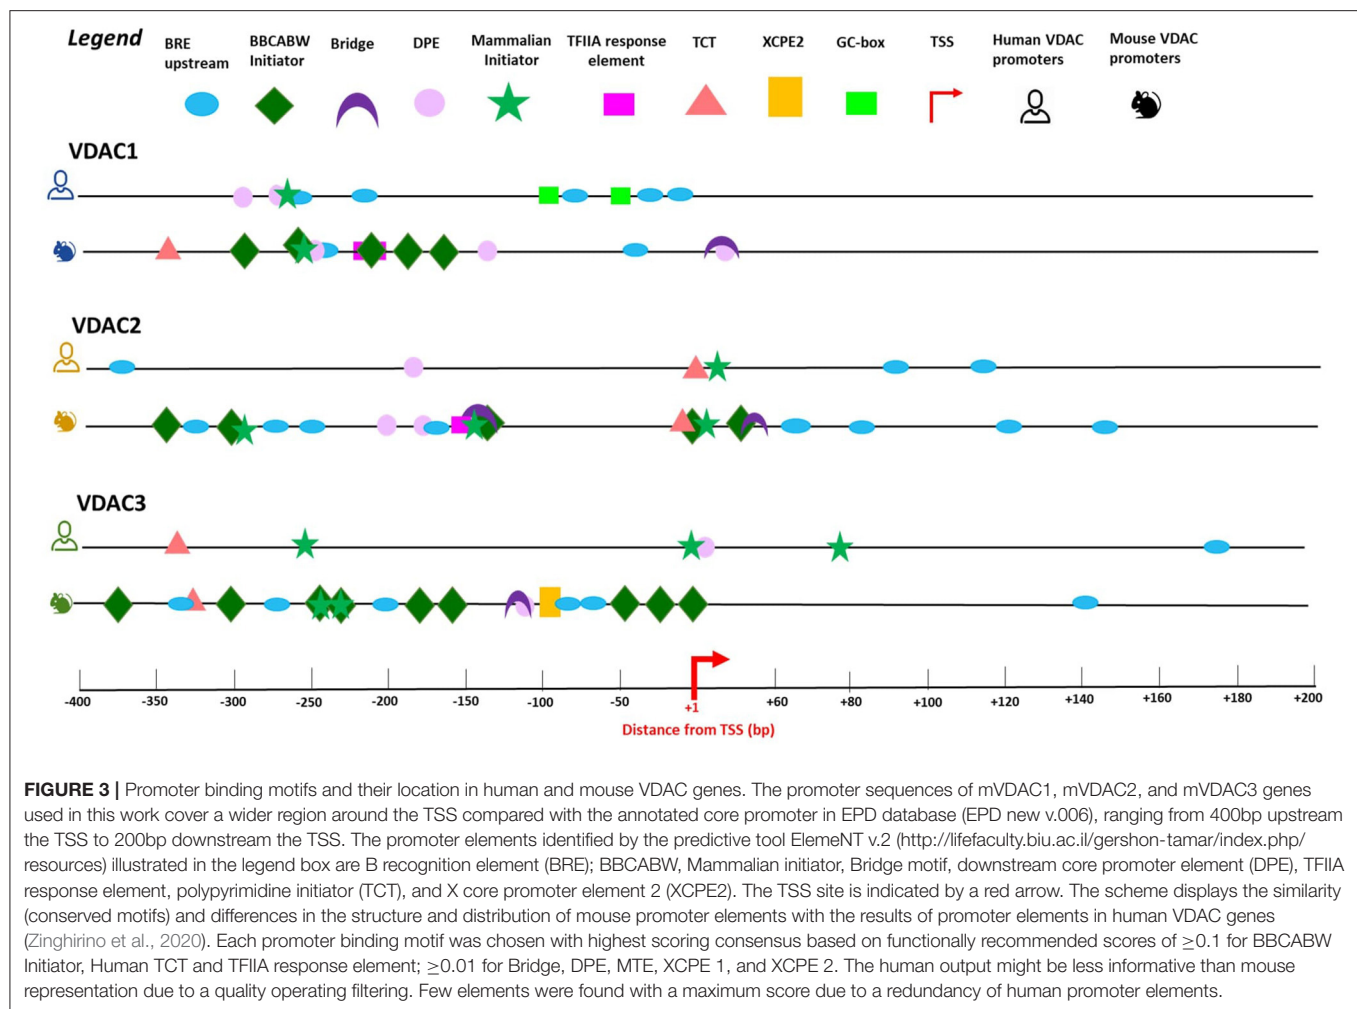 Legend
BRE upstream
BBCABW Initiator
Bridge
DPE
Mammalian Initiator
TFIIA response element
TCT
XCPE2
GC-box
TSS
Human VDAC promoters
Mouse VDAC promoters
VDAC1
VDAC2
VDAC3
-400 -350 -300 -250 -200 -150 -100 -50 +1 +60 +80 +100 +120 +140 +160 +180 +200
Distance from TSS (bp)
FIGURE 3 | Promoter binding motifs and their location in human and mouse VDAC genes. The promoter sequences of mVDAC1, mVDAC2, and mVDAC3 genes
used in this work cover a wider region around the TSS compared with the annotated core promoter in EPD database (EPD new v.006), ranging from 400bp upstream
the TSS to 200bp downstream the TSS. The promoter elements identified by the predictive tool ElemeNT v.2 (http://lifefaculty.biu.ac.il/gershon-tamar/index.php/
resources) illustrated in the legend box are B recognition element (BRE); BBCABW, Mammalian initiator, Bridge motif, downstream core promoter element (DPE), TFIIA
response element, polypyrimidine initiator (TCT), and X core promoter element 2 (XCPE2). The TSS site is indicated by a red arrow. The scheme displays the similarity
(conserved motifs) and differences in the structure and distribution of mouse promoter elements with the results of promoter elements in human VDAC genes
(Zinghirino et al., 2020). Each promoter binding motif was chosen with highest scoring consensus based on functionally recommended scores of ≥0.1 for BBCABW
Initiator, Human TCT and TFIIA response element; ≥0.01 for Bridge, DPE, MTE, XCPE 1, and XCPE 2. The human output might be less informative than mouse
representation due to a quality operating filtering. Few elements were found with a maximum score due to a redundancy of human promoter elements.